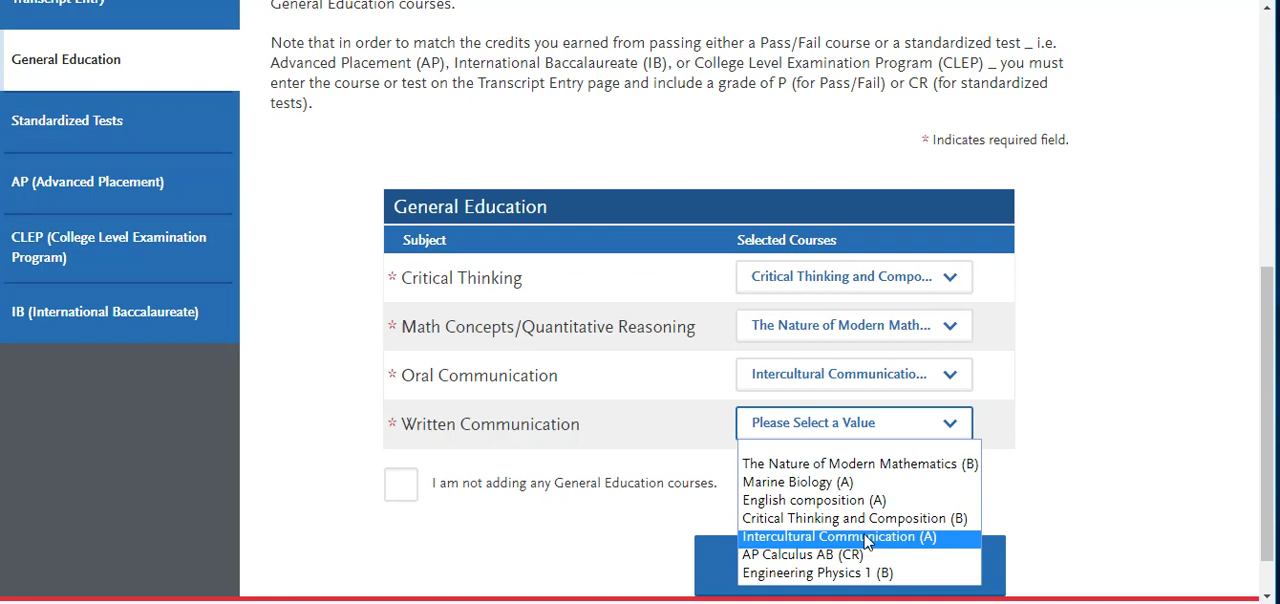 Transcript Entry
General Education courses.
Note that in order to match the credits you earned from passing either a Pass/Fail course or a standardized test _ i.e.
Advanced Placement (AP), International Baccalaureate (IB), or College Level Examination Program (CLEP) _ you must
enter the course or test on the Transcript Entry page and include a grade of P (for Pass/Fail) or CR (for standardized
tests).
General Education
Standardized Tests
AP (Advanced Placement)
CLEP (College Level Examination
Program)
IB (International Baccalaureate)
* Indicates required field.
General Education
Subject Selected Courses
* Critical Thinking Critical Thinking and Compo...
* Math Concepts/Quantitative Reasoning The Nature of Modern Math...
* Oral Communication Intercultural Communicatio...
* Written Communication Please Select a Value
The Nature of Modern Mathematics (B)
Marine Biology (A)
English composition (A)
Critical Thinking and Composition (B)
Intercultural Communication (A)
AP Calculus AB (CR)
Engineering Physics 1 (B)
I am not adding any General Education courses.